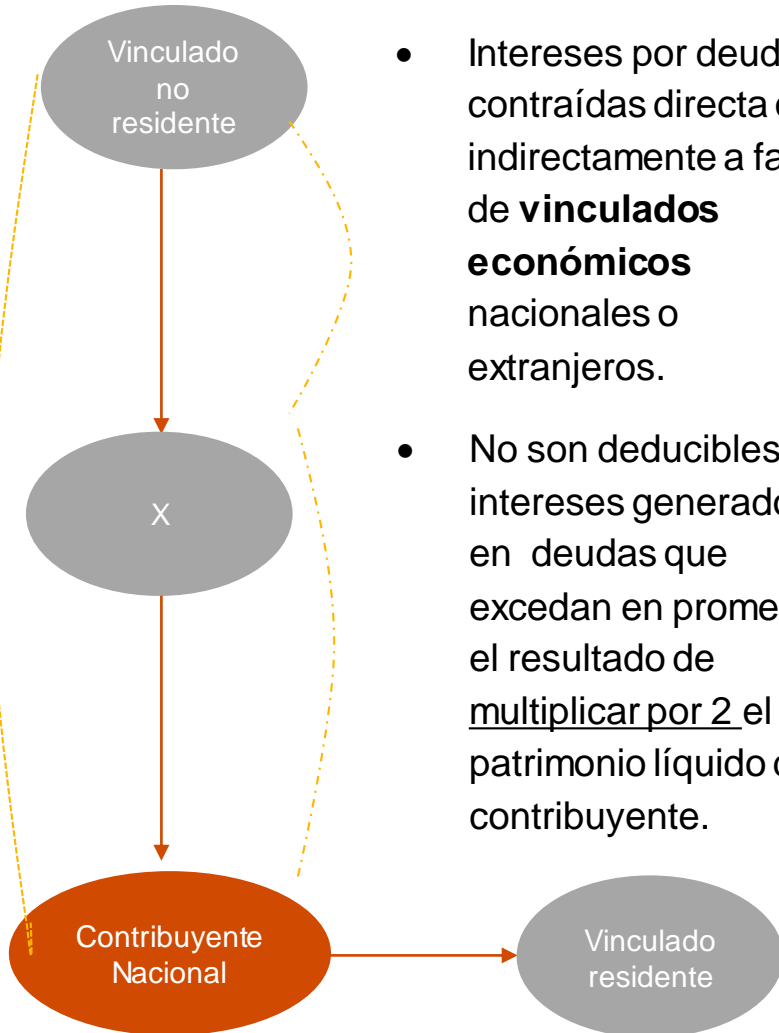 Vinculado
no
residente
• Intereses por
contraídas directa
indirectamente a
de vinculados
económicos
nacionales o
extranjeros.
X
• No son deducibles
intereses
en deudas que
excedan en
el resultado de
multiplicar por 2 el
patrimonio líquido
contribuyente.
Contribuyente
Nacional
Vinculado
residente